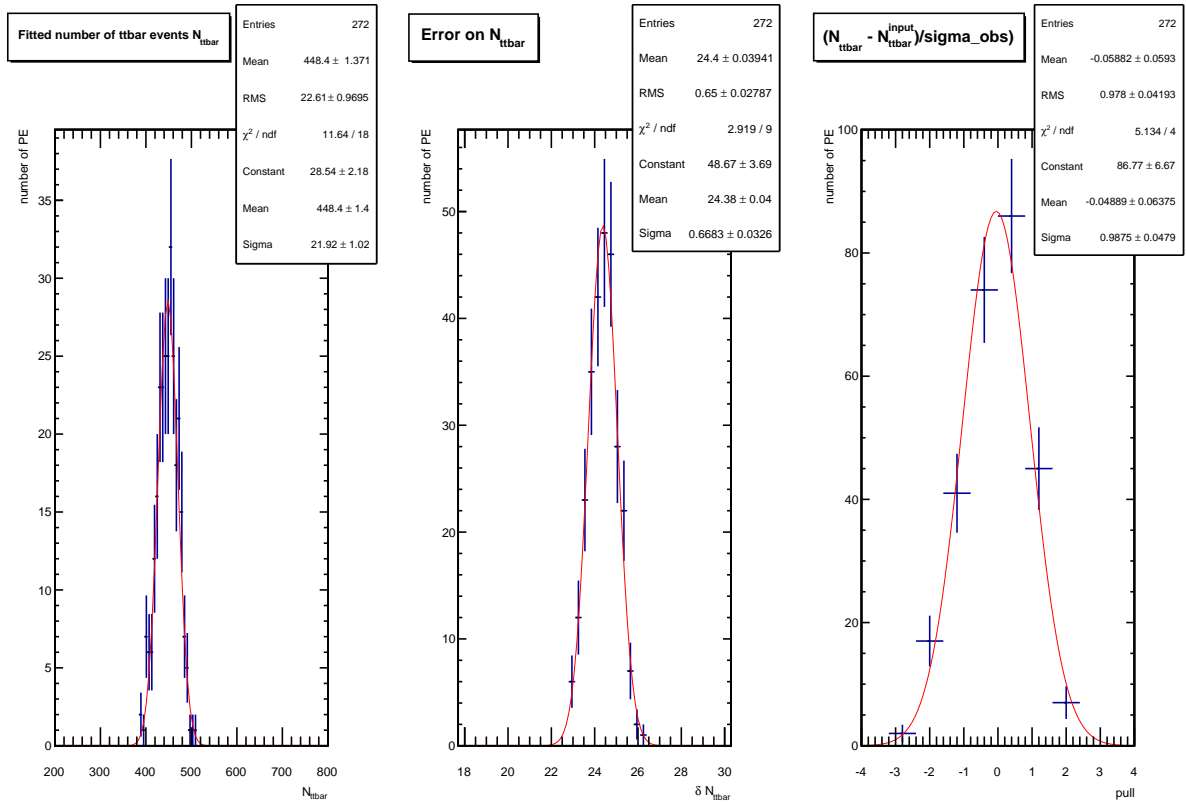 Fitted number of ttbar events N_ttbar
Entries 272
Mean 448.4 ± 1.371
RMS 22.61 ± 0.9695
χ² / ndf 11.64 / 18
Constant 28.54 ± 2.18
Mean 448.4 ± 1.4
Sigma 21.92 ± 1.02
number of PE
35
30
25
20
15
10
5
0
200 300 400 500 600 700 800
N_ttbar
Error on N_ttbar
Entries 272
Mean 24.4 ± 0.03941
RMS 0.65 ± 0.02787
χ² / ndf 2.919 / 9
Constant 48.67 ± 3.69
Mean 24.38 ± 0.04
Sigma 0.6683 ± 0.0326
number of PE
50
40
30
20
10
0
18 20 22 24 26 28 30
δ N_ttbar
(N_ttbar - N_ttbar^input)/sigma_obs)
Entries 272
Mean -0.05882 ± 0.0593
RMS 0.978 ± 0.04193
χ² / ndf 5.134 / 4
Constant 86.77 ± 6.67
Mean -0.04889 ± 0.06375
Sigma 0.9875 ± 0.0479
number of PE
100
80
60
40
20
0
-4 -3 -2 -1 0 1 2 3 4
pull